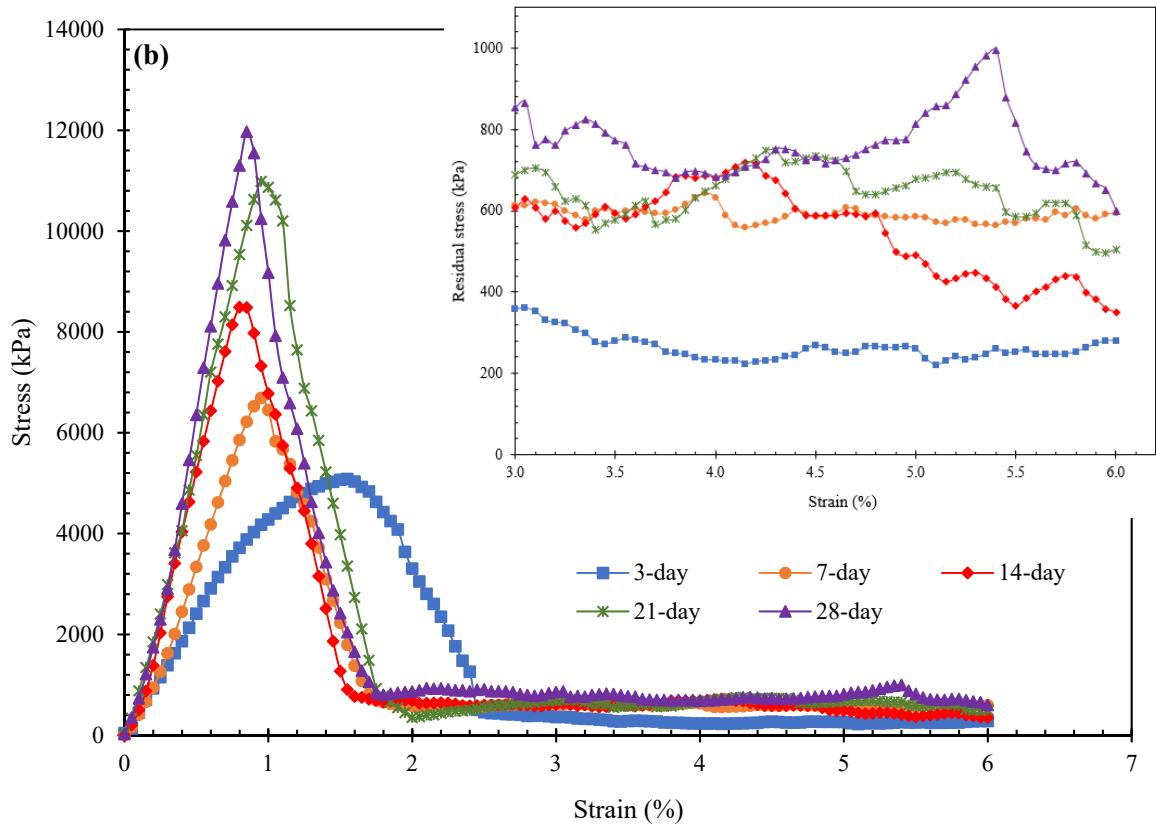 (b)
Stress (kPa)
14000
12000
10000
8000
6000
4000
2000
0
0 1 2 3 4 5 6 7
Strain (%)
Residual stress (kPa)
1000
800
600
400
200
0
3.0 3.5 4.0 4.5 5.0 5.5 6.0
Strain (%)
3-day 7-day 14-day
21-day 28-day